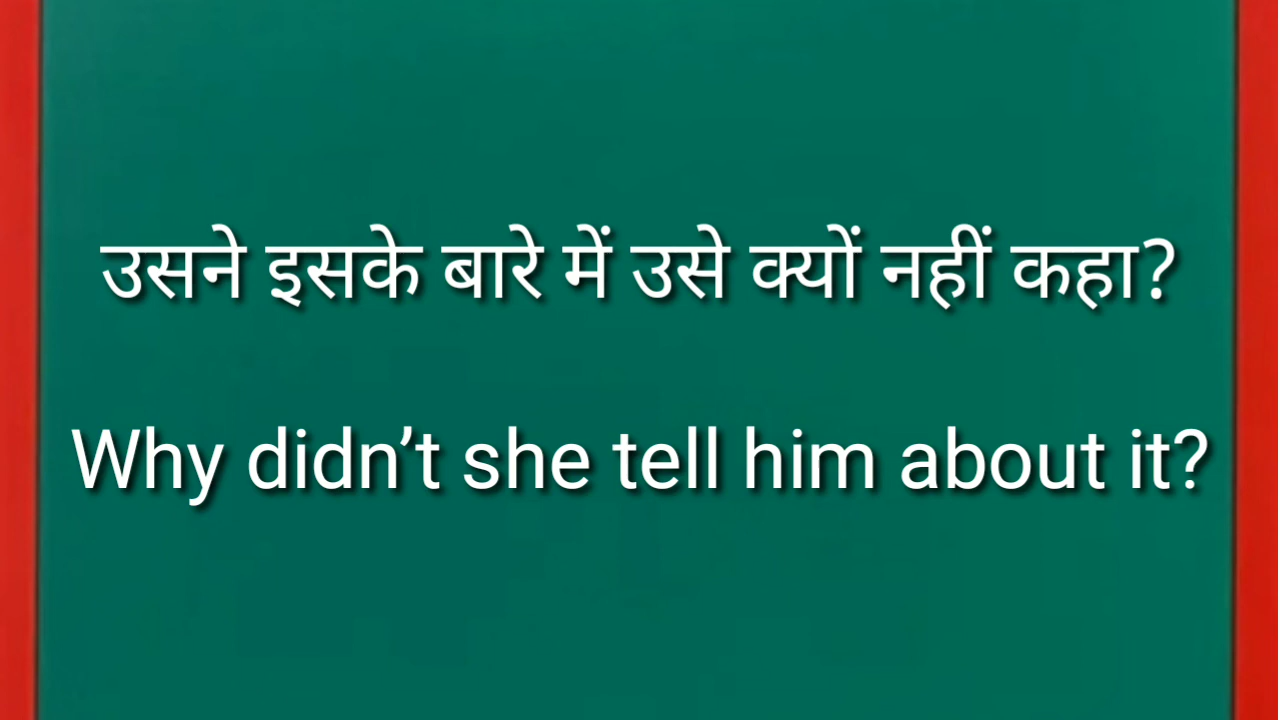 उसने इसके बारे में उसे क्यों नहीं कहा?
Why didn’t she tell him about it?